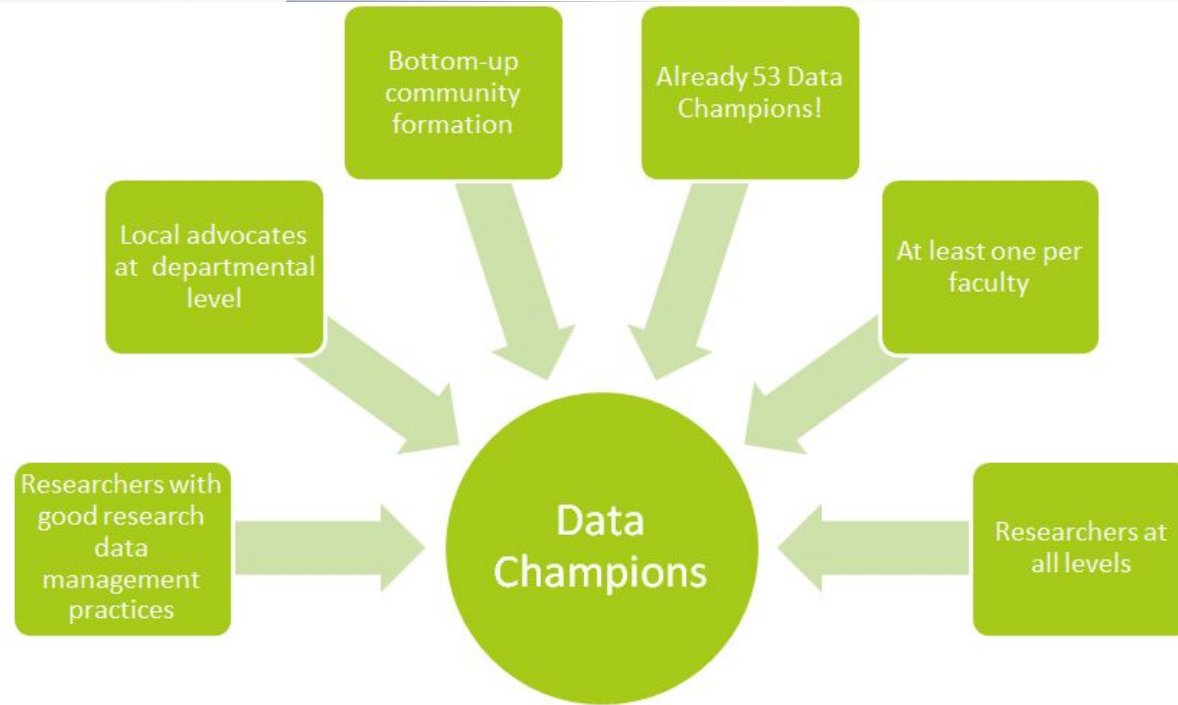 Bottom-up
community
formation
Already 53 Data
Champions!
Local advocates
at departmental
level
At least one per
faculty
Researchers with
good research
data
management
practices
Data
Champions
Researchers at
all levels